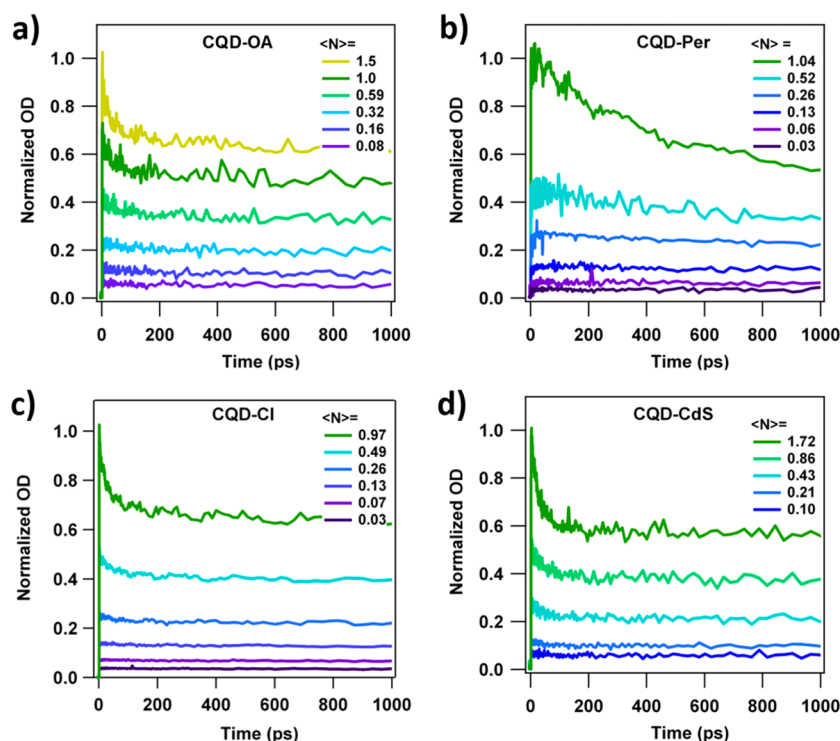 a)
CQD-OA
<N>=
1.5
1.0
0.59
0.32
0.16
0.08
Normalized OD
1.0
0.8
0.6
0.4
0.2
0.0
0 200 400 600 800 1000
Time (ps)
b)
CQD-Per
<N> =
1.04
0.52
0.26
0.13
0.06
0.03
Normalized OD
1.0
0.8
0.6
0.4
0.2
0.0
0 200 400 600 800 1000
Time (ps)
c)
CQD-Cl
<N>=
0.97
0.49
0.26
0.13
0.07
0.03
Normalized OD
1.0
0.8
0.6
0.4
0.2
0.0
0 200 400 600 800 1000
Time (ps)
d)
CQD-CdS
<N>=
1.72
0.86
0.43
0.21
0.10
Normalized OD
1.0
0.8
0.6
0.4
0.2
0.0
0 200 400 600 800 1000
Time (ps)